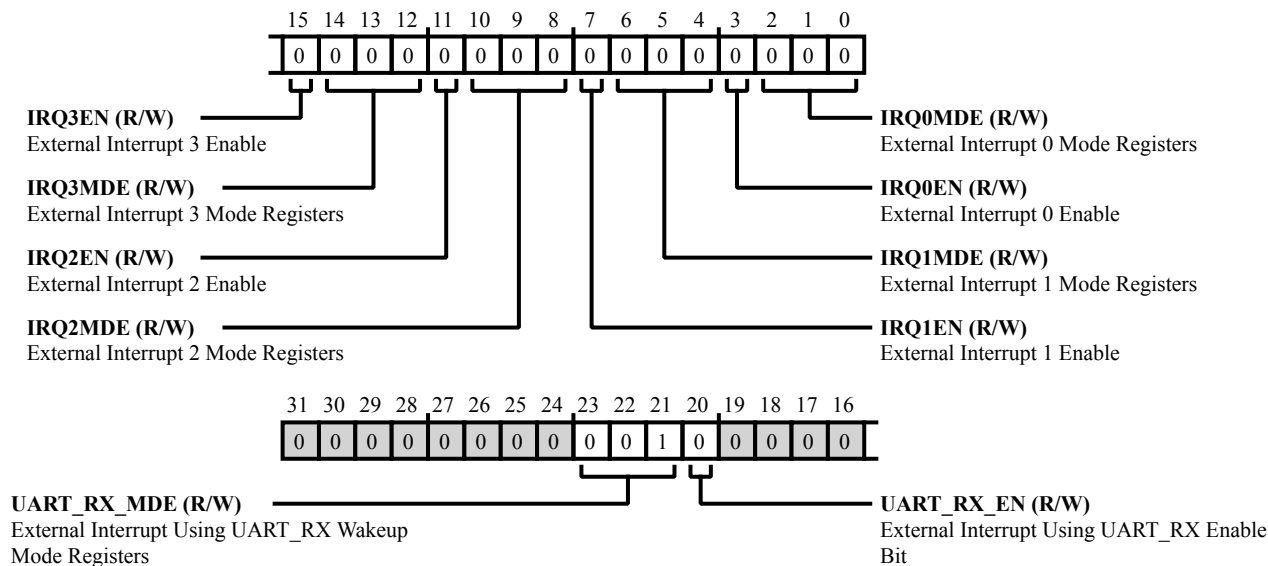 15 14 13 12 11 10 9 8 7 6 5 4 3 2 1 0
0 0 0 0 0 0 0 0 0 0 0 0 0 0 0 0
IRQ3EN (R/W)
External Interrupt 3 Enable
IRQ3MDE (R/W)
External Interrupt 3 Mode Registers
IRQ2EN (R/W)
External Interrupt 2 Enable
IRQ2MDE (R/W)
External Interrupt 2 Mode Registers
IRQ0MDE (R/W)
External Interrupt 0 Mode Registers
IRQ0EN (R/W)
External Interrupt 0 Enable
IRQ1MDE (R/W)
External Interrupt 1 Mode Registers
IRQ1EN (R/W)
External Interrupt 1 Enable
31 30 29 28 27 26 25 24 23 22 21 20 19 18 17 16
0 0 0 0 0 0 0 0 0 0 1 0 0 0 0 0
UART_RX_MDE (R/W)
External Interrupt Using UART_RX Wakeup
Mode Registers
UART_RX_EN (R/W)
External Interrupt Using UART_RX Enable
Bit